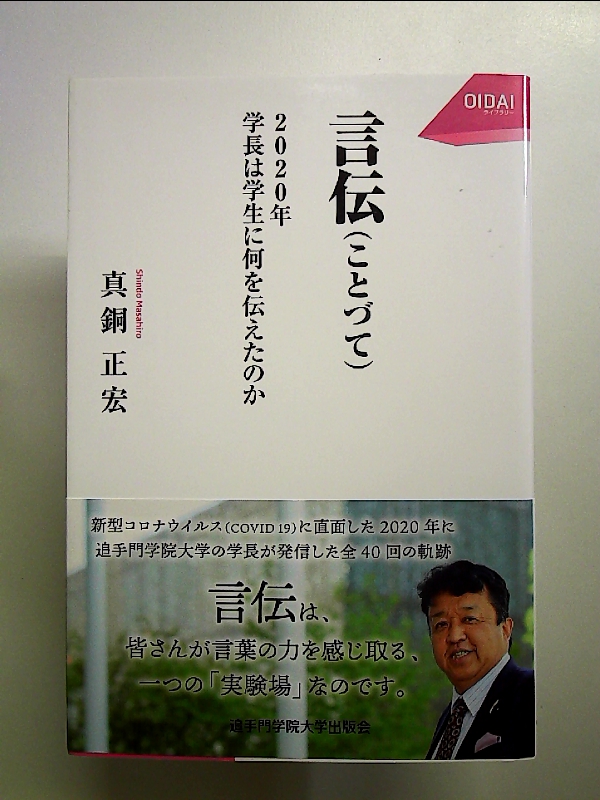 OIDAI
ライブラリー
言伝(ことづて)
2020年
学長は学生に何を伝えたのか
Shindo Masahiro
真銅 正宏
新型コロナウイルス(COVID 19)に直面した2020年に
追手門学院大学の学長が発信した全40回の軌跡
言伝は、
皆さんが言葉の力を感じ取る、
一つの「実験場」なのです。
追手門学院大学出版会